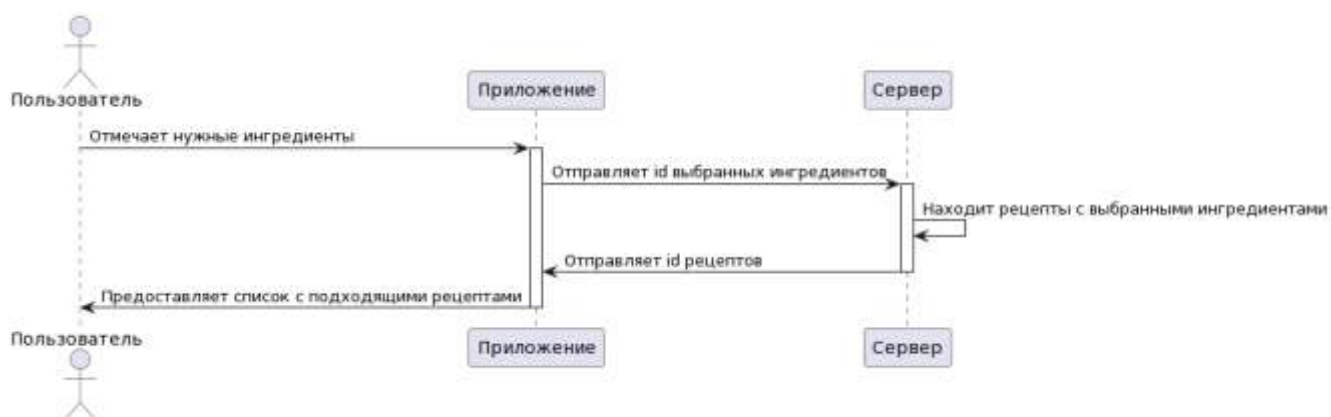 Пользователь
Приложение
Сервер
Отмечает нужные ингредиенты
Отправляет id выбранных ингредиентов
Находит рецепты с выбранными ингредиентами
Отправляет id рецептов
Предоставляет список с подходящими рецептами
Пользователь
Приложение
Сервер